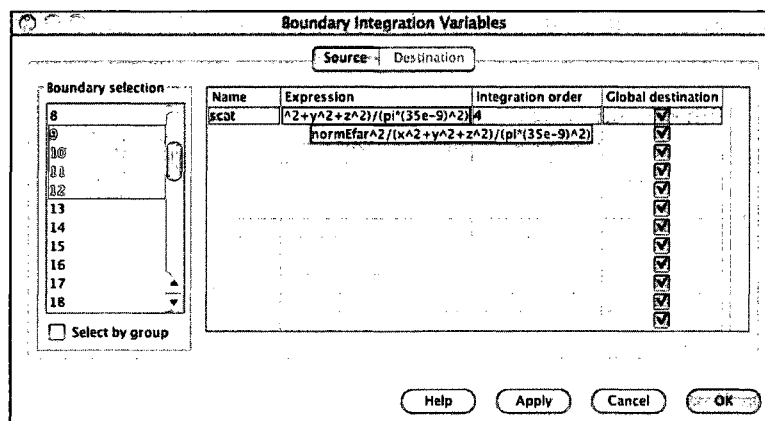 Boundary Integration Variables
Source Destination
Boundary selection
8
9
10
11
12
13
14
15
16
17
18
Select by group
Name Expression Integration order Global destination
scat ^2+y^2+z^2)/(pi*(35e-9)^2) 4
normEfar^2/(x^2+y^2+z^2)/(pi*(35e-9)^2)
Help Apply Cancel OK